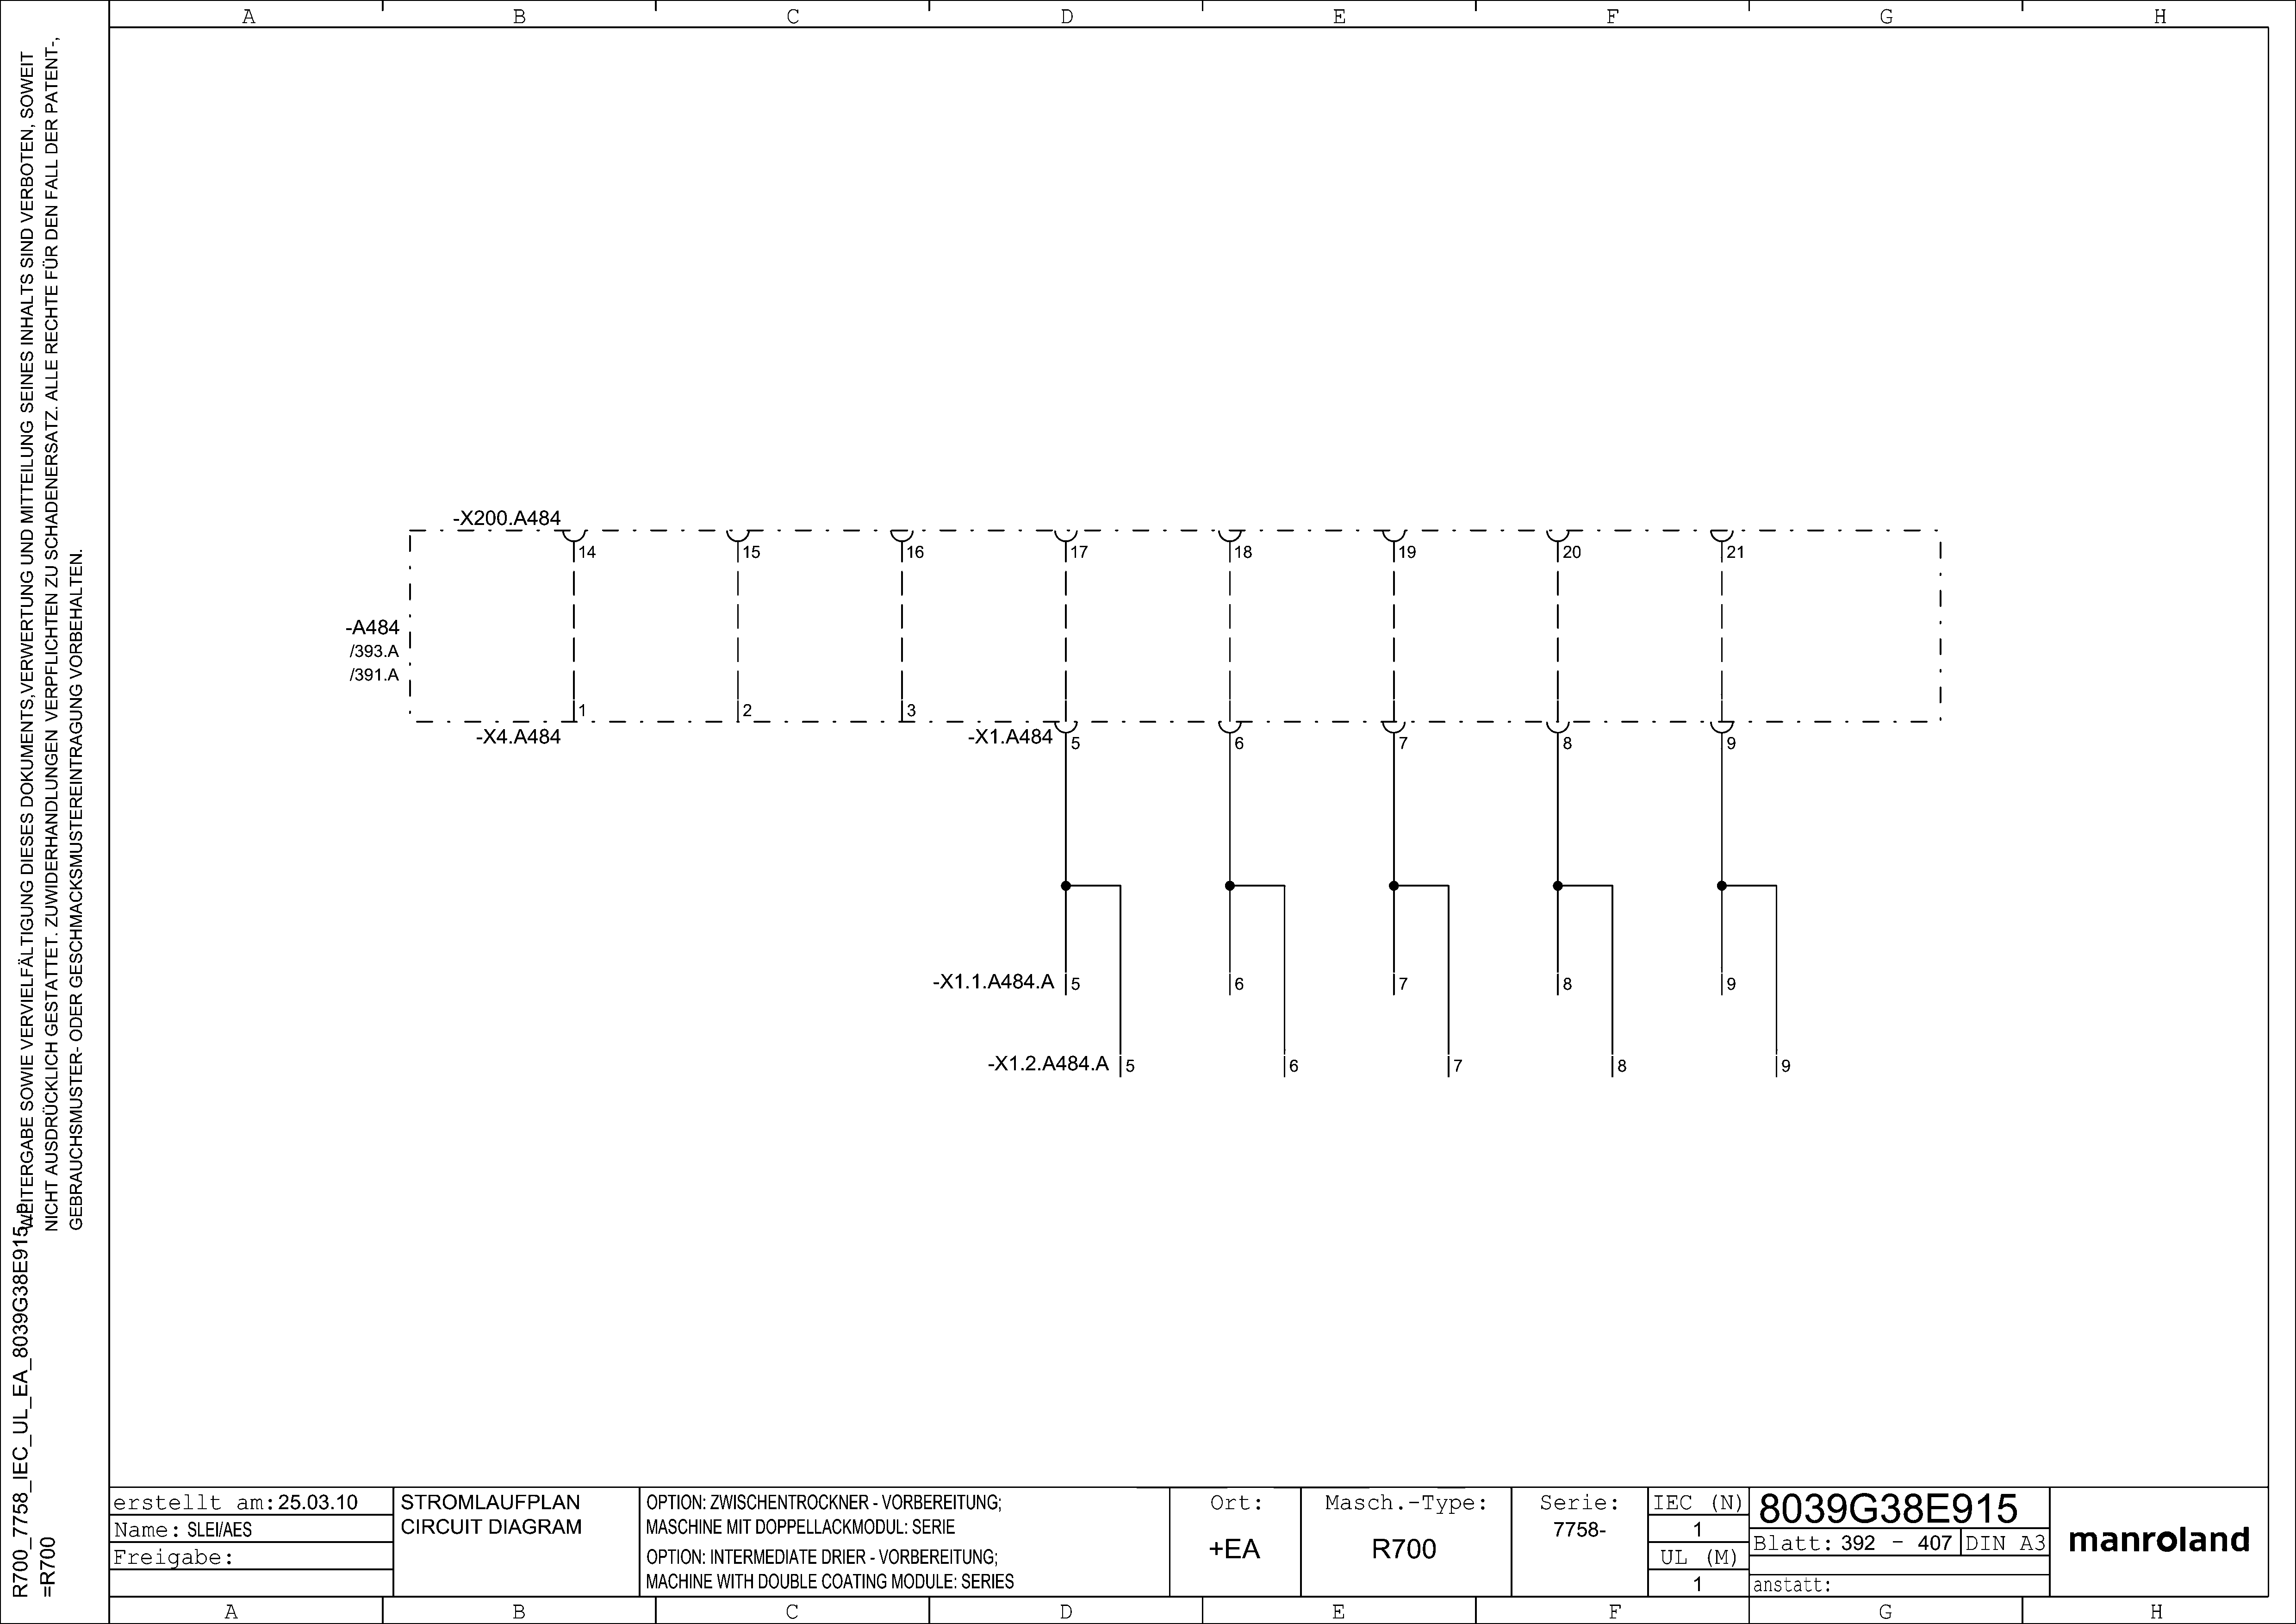 A B C D E F G H
WEITERGABE SOWIE VERVIELFÄLTIGUNG DIESES DOKUMENTS,VERWERTUNG UND MITTEILUNG SEINES INHALTS SIND VERBOTEN, SOWEIT
NICHT AUSDRÜCKLICH GESTATTET. ZUWIDERHANDLUNGEN VERPFLICHTEN ZU SCHADENERSATZ. ALLE RECHTE FÜR DEN FALL DER PATENT-,
GEBRAUCHSMUSTER- ODER GESCHMACKSMUSTEREINTRAGUNG VORBEHALTEN.
-X200.A484
14 15 16 17 18 19 20 21
-A484
/393.A
/391.A
1 2 3
-X4.A484
-X1.A484 5 6 7 8 9
-X1.1.A484.A 5 6 7 8 9
-X1.2.A484.A 5 6 7 8 9
=R700
erstellt am: 25.03.10
Name: SLEI/AES
Freigabe:
STROMLAUFPLAN
CIRCUIT DIAGRAM
OPTION: ZWISCHENTROCKNER - VORBEREITUNG;
MASCHINE MIT DOPPELLACKMODUL: SERIE
OPTION: INTERMEDIATE DRIER - VORBEREITUNG;
MACHINE WITH DOUBLE COATING MODULE: SERIES
Ort:
+EA
Masch.-Type:
R700
Serie:
7758-
IEC (N)
1
UL (M)
1
8039G38E915
Blatt: 392 - 407 DIN A3
anstatt:
manroland
A B C D E F G H